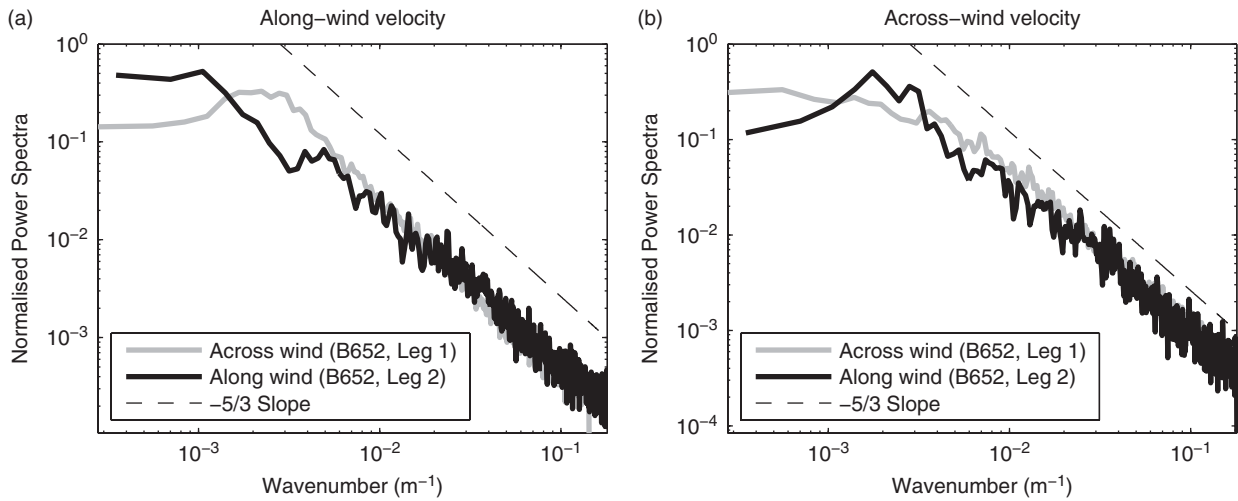 (a) Along–wind velocity
10⁰
10⁻¹
10⁻²
10⁻³
Normalised Power Spectra
Across wind (B652, Leg 1)
Along wind (B652, Leg 2)
–5/3 Slope
10⁻³ 10⁻² 10⁻¹
Wavenumber (m⁻¹)
(b) Across–wind velocity
10⁰
10⁻¹
10⁻²
10⁻³
10⁻⁴
Normalised Power Spectra
Across wind (B652, Leg 1)
Along wind (B652, Leg 2)
–5/3 Slope
10⁻³ 10⁻² 10⁻¹
Wavenumber (m⁻¹)